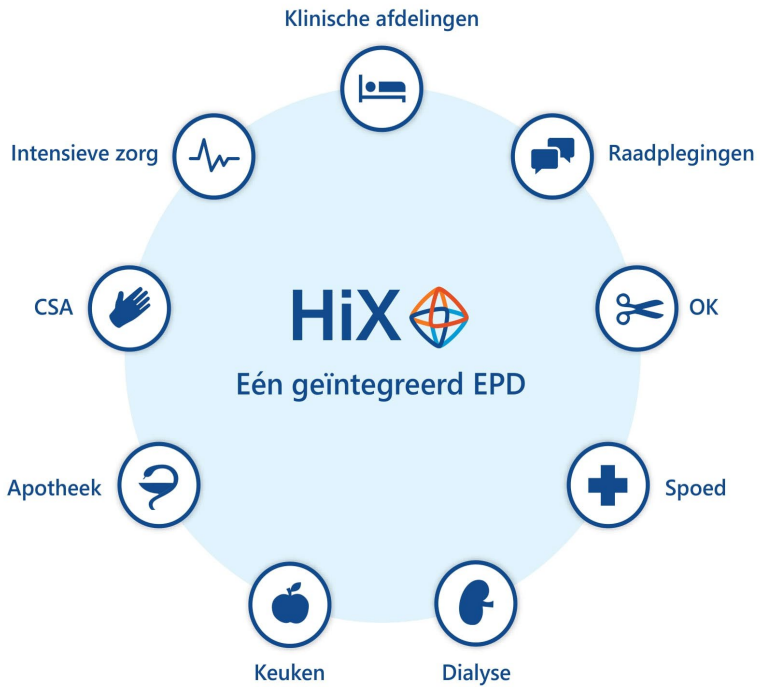 Klinische afdelingen
Intensieve zorg
Raadplegingen
CSA
HiX
OK
Eén geïntegreerd EPD
Apotheek
Spoed
Keuken
Dialyse